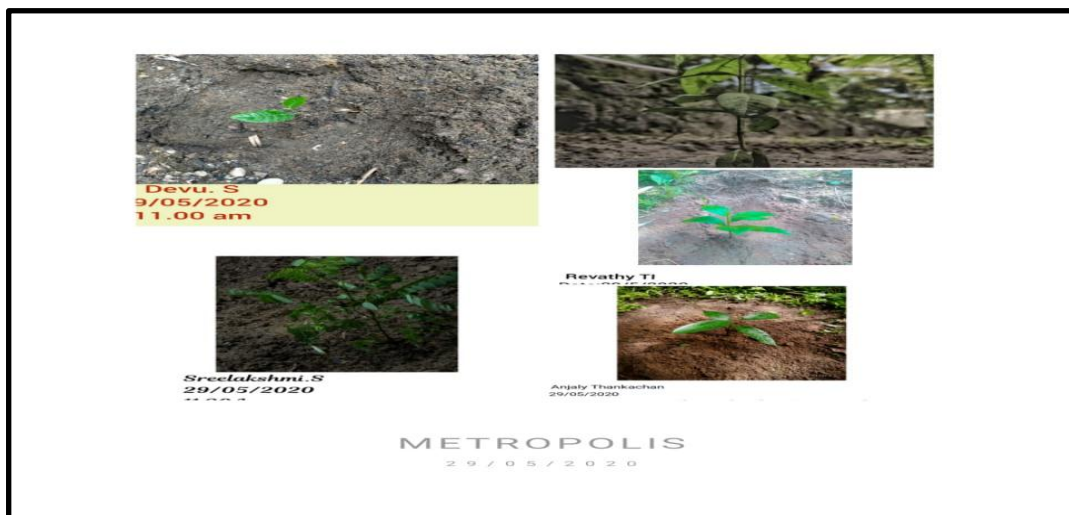 Devu. S
9/05/2020
11.00 am
Revathy TI
Sreelakshmi.S
29/05/2020
Anjaly Thankachan
29/05/2020
METROPOLIS
29/05/2020